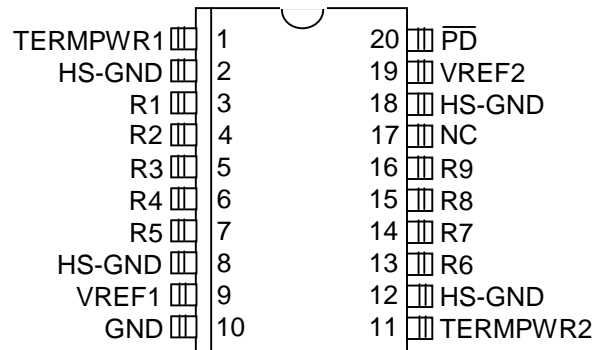 TERMPWR1 1 20 P̅D̅
HS-GND 2 19 VREF2
R1 3 18 HS-GND
R2 4 17 NC
R3 5 16 R9
R4 6 15 R8
R5 7 14 R7
HS-GND 8 13 R6
VREF1 9 12 HS-GND
GND 10 11 TERMPWR2